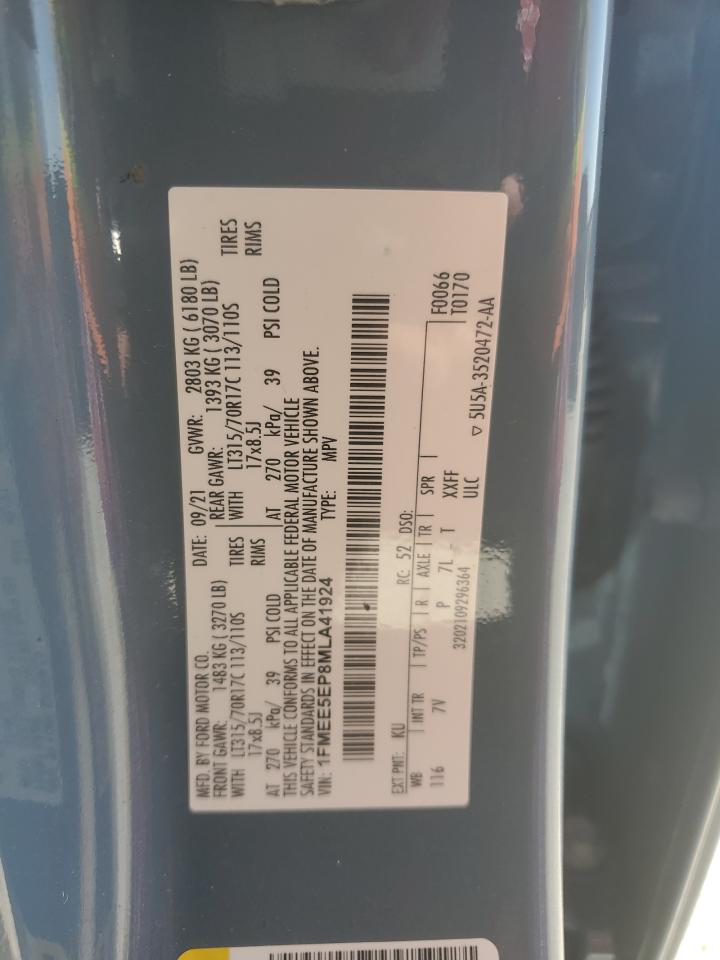 MFD. BY FORD MOTOR CO.
DATE: 09/21 GVWR: 2803 KG ( 6180 LB)
FRONT GAWR: 1483 KG ( 3270 LB) REAR GAWR: 1393 KG ( 3070 LB)
WITH LT315/70R17C 113/110S TIRES WITH LT315/70R17C 113/110S TIRES
17x8.5J RIMS 17x8.5J RIMS
AT 270 kPa/ 39 PSI COLD AT 270 kPa/ 39 PSI COLD
THIS VEHICLE CONFORMS TO ALL APPLICABLE FEDERAL MOTOR VEHICLE
SAFETY STANDARDS IN EFFECT ON THE DATE OF MANUFACTURE SHOWN ABOVE.
VIN: 1FMEE5EP8MLA41924 TYPE: MPV
EXT PNT: KU RC: 52 DSO: F0066
WB INT TR TP/PS R AXLE TR SPR T0170
116 7V P 7L T XXFF
3202109296364 ULC 5U5A-3520472-AA